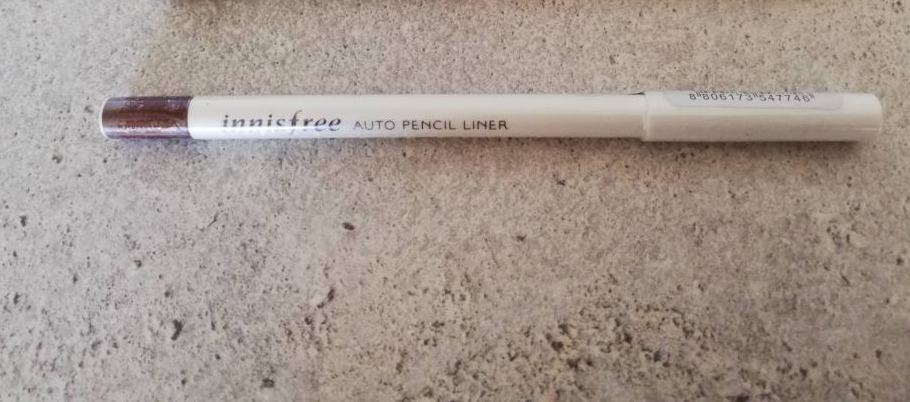 innisfree AUTO PENCIL LINER
8 806173 547746